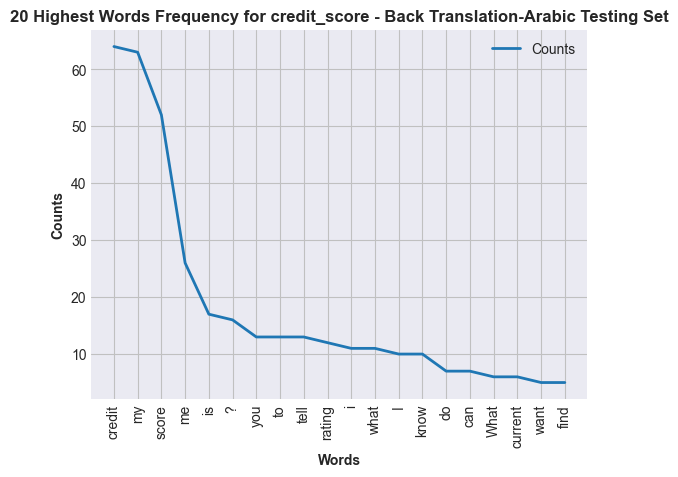 20 Highest Words Frequency for credit_score - Back Translation-Arabic Testing Set
Counts
60
50
40
30
20
10
Counts
credit
my
score
me
is
?
you
to
tell
rating
i
what
I
know
do
can
What
current
want
find
Words